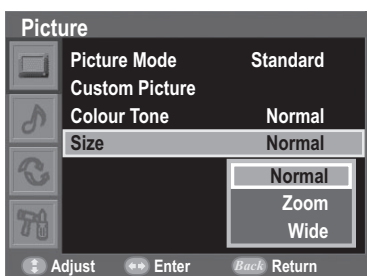 Picture
Picture Mode Standard
Custom Picture
Colour Tone Normal
Size Normal
Normal
Zoom
Wide
Adjust Enter Back Return